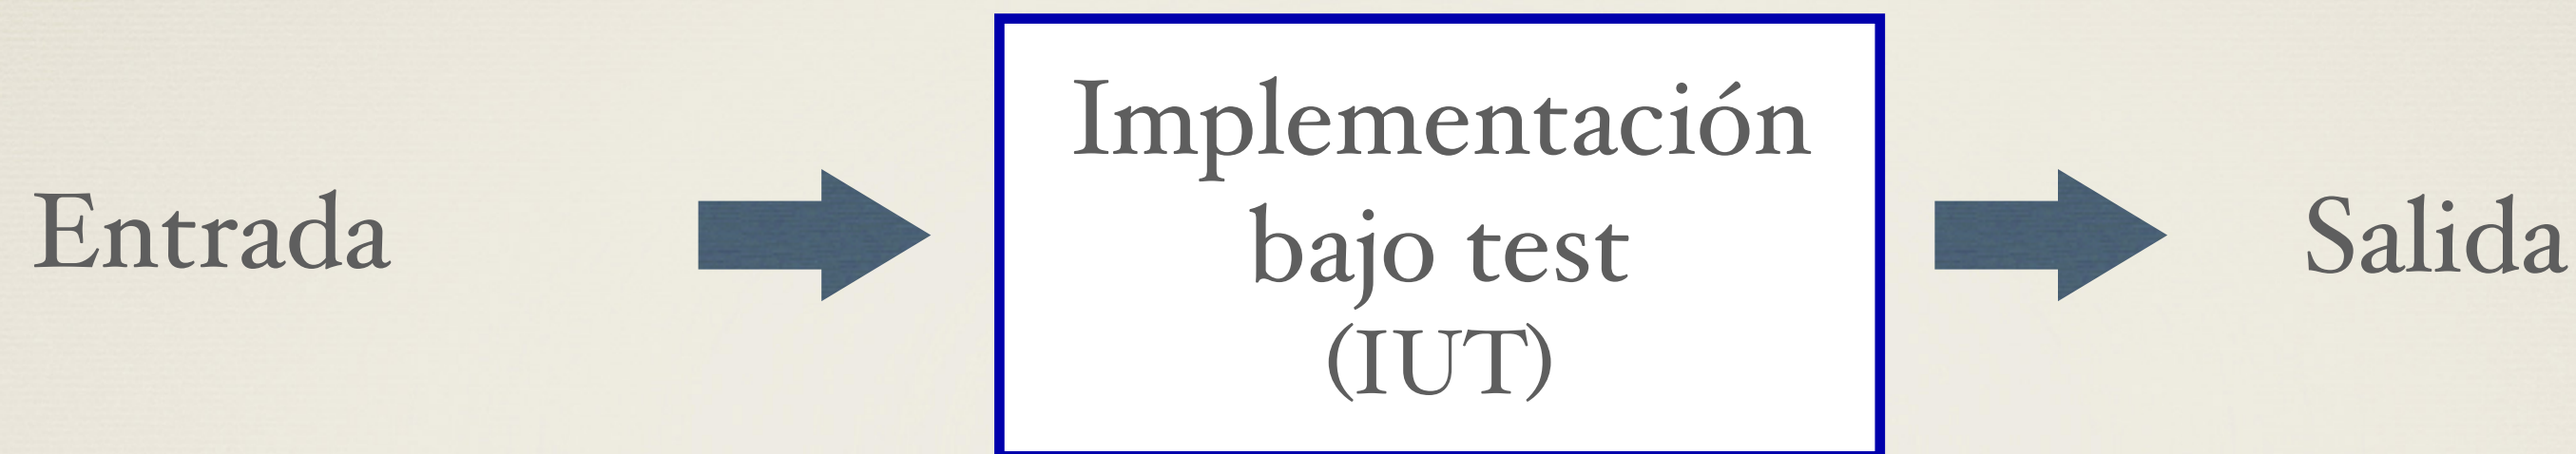 Entrada
Implementación
bajo test
(IUT)
Salida